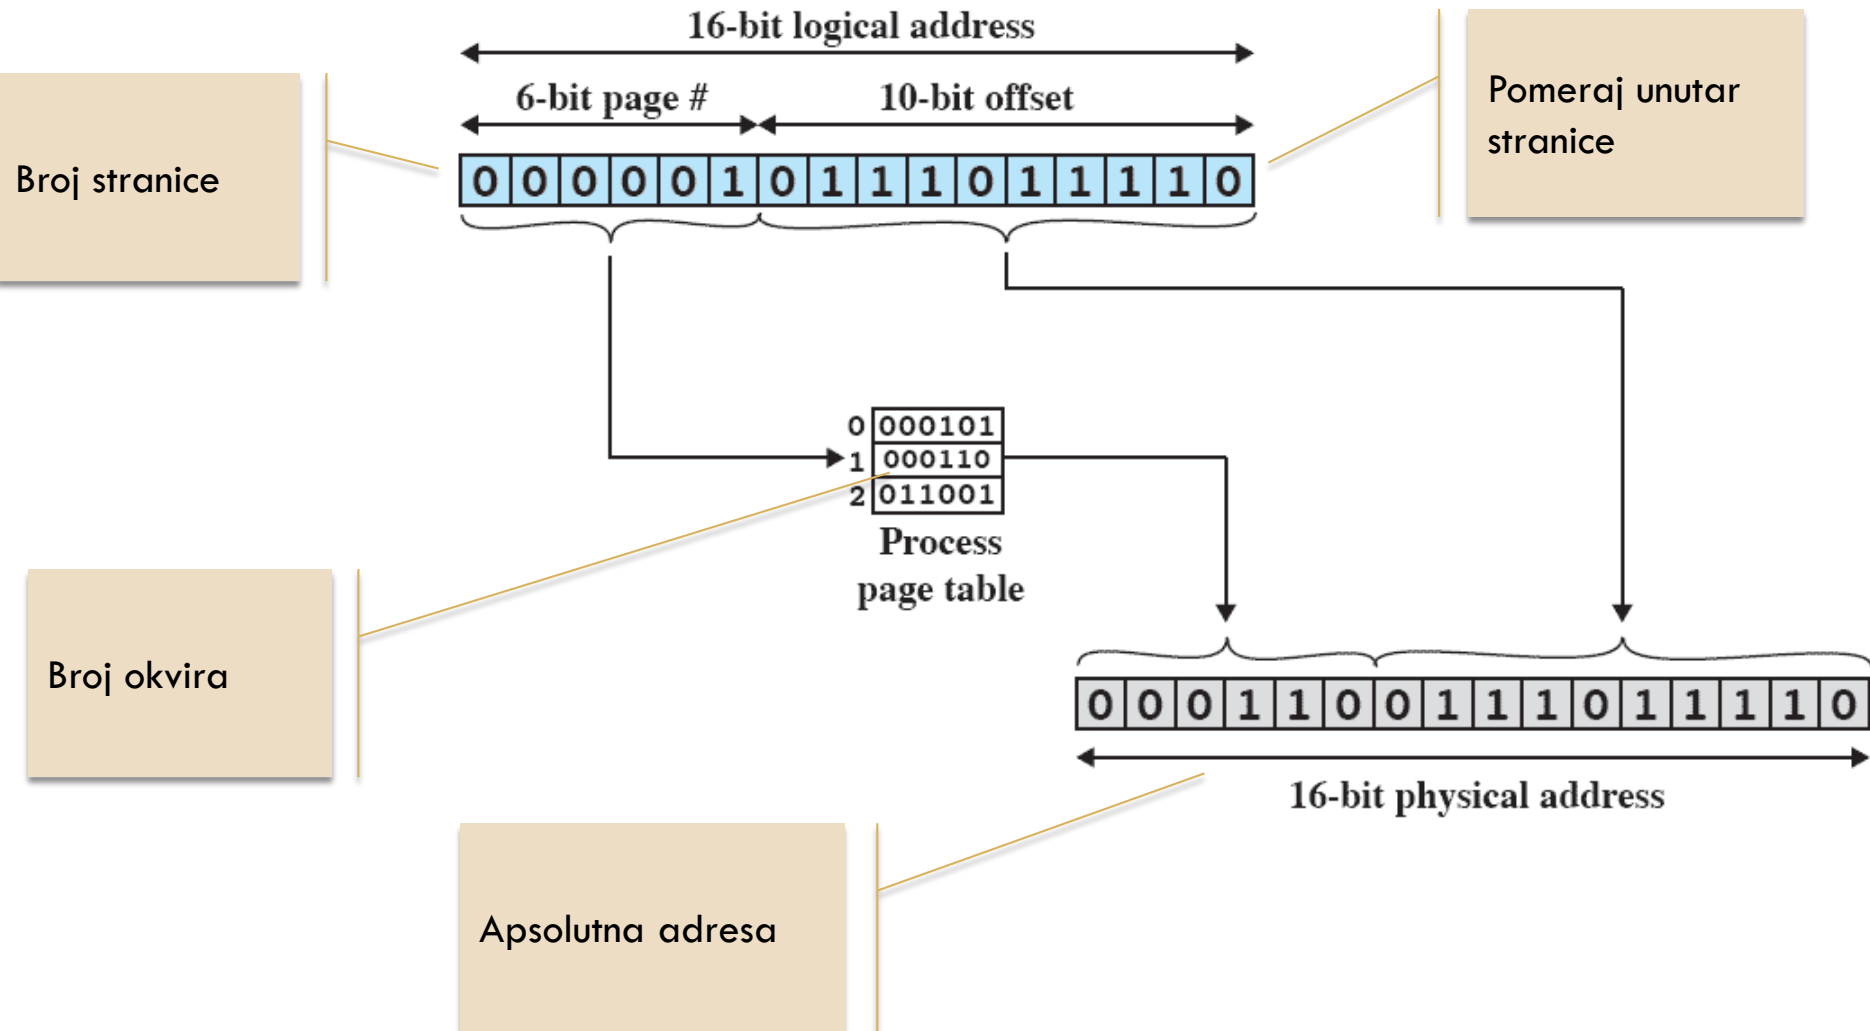 16-bit logical address
6-bit page #
10-bit offset
Pomeraj unutar
stranice
Broj stranice
0 0 0 0 0 1 0 1 1 1 0 1 1 1 1 0
0 000101
1 000110
2 011001
Process
page table
Broj okvira
0 0 0 1 1 0 0 1 1 1 0 1 1 1 1 0
16-bit physical address
Apsolutna adresa